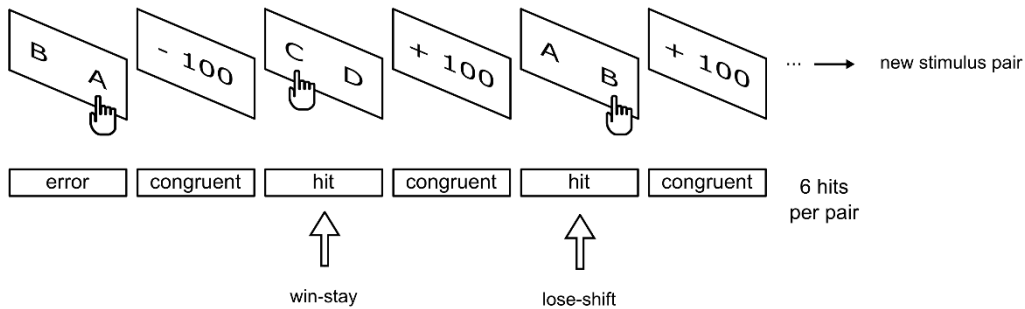 B A
- 100
C D
+ 100
A B
+ 100
... new stimulus pair
error
congruent
hit
congruent
hit
congruent
6 hits
per pair
win-stay
lose-shift